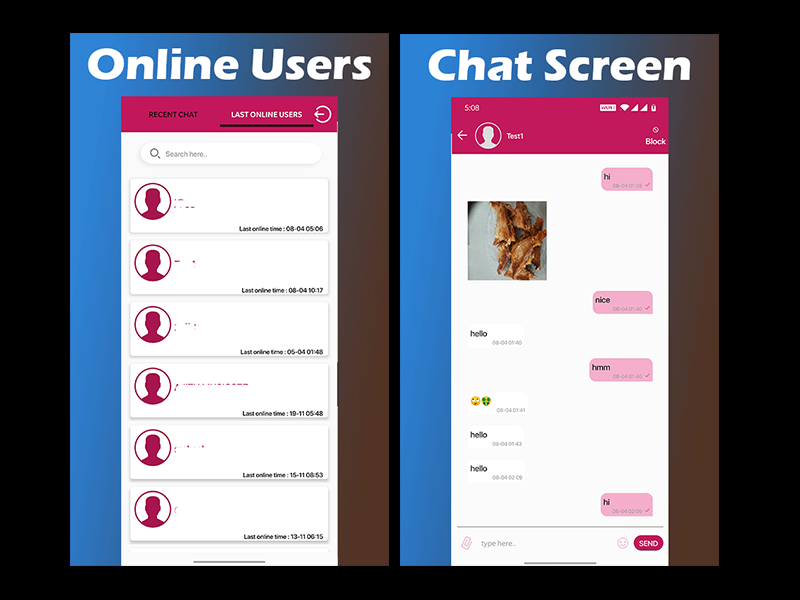 Online Users
RECENT CHAT
LAST ONLINE USERS
Search here..
Last online time : 08-04 05:06
Last online time : 08-04 10:17
Last online time : 05-04 01:48
Last online time : 19-11 05:48
Last online time : 15-11 08:53
Last online time : 13-11 06:15
Chat Screen
5:08
Test1
Block
hi
08-04 01:39
nice
08-04 01:40
hello
08-04 01:40
hmm
08-04 01:40
08-04 01:41
hello
08-04 01:43
hello
08-04 02:09
hi
08-04 02:09
type here..
SEND